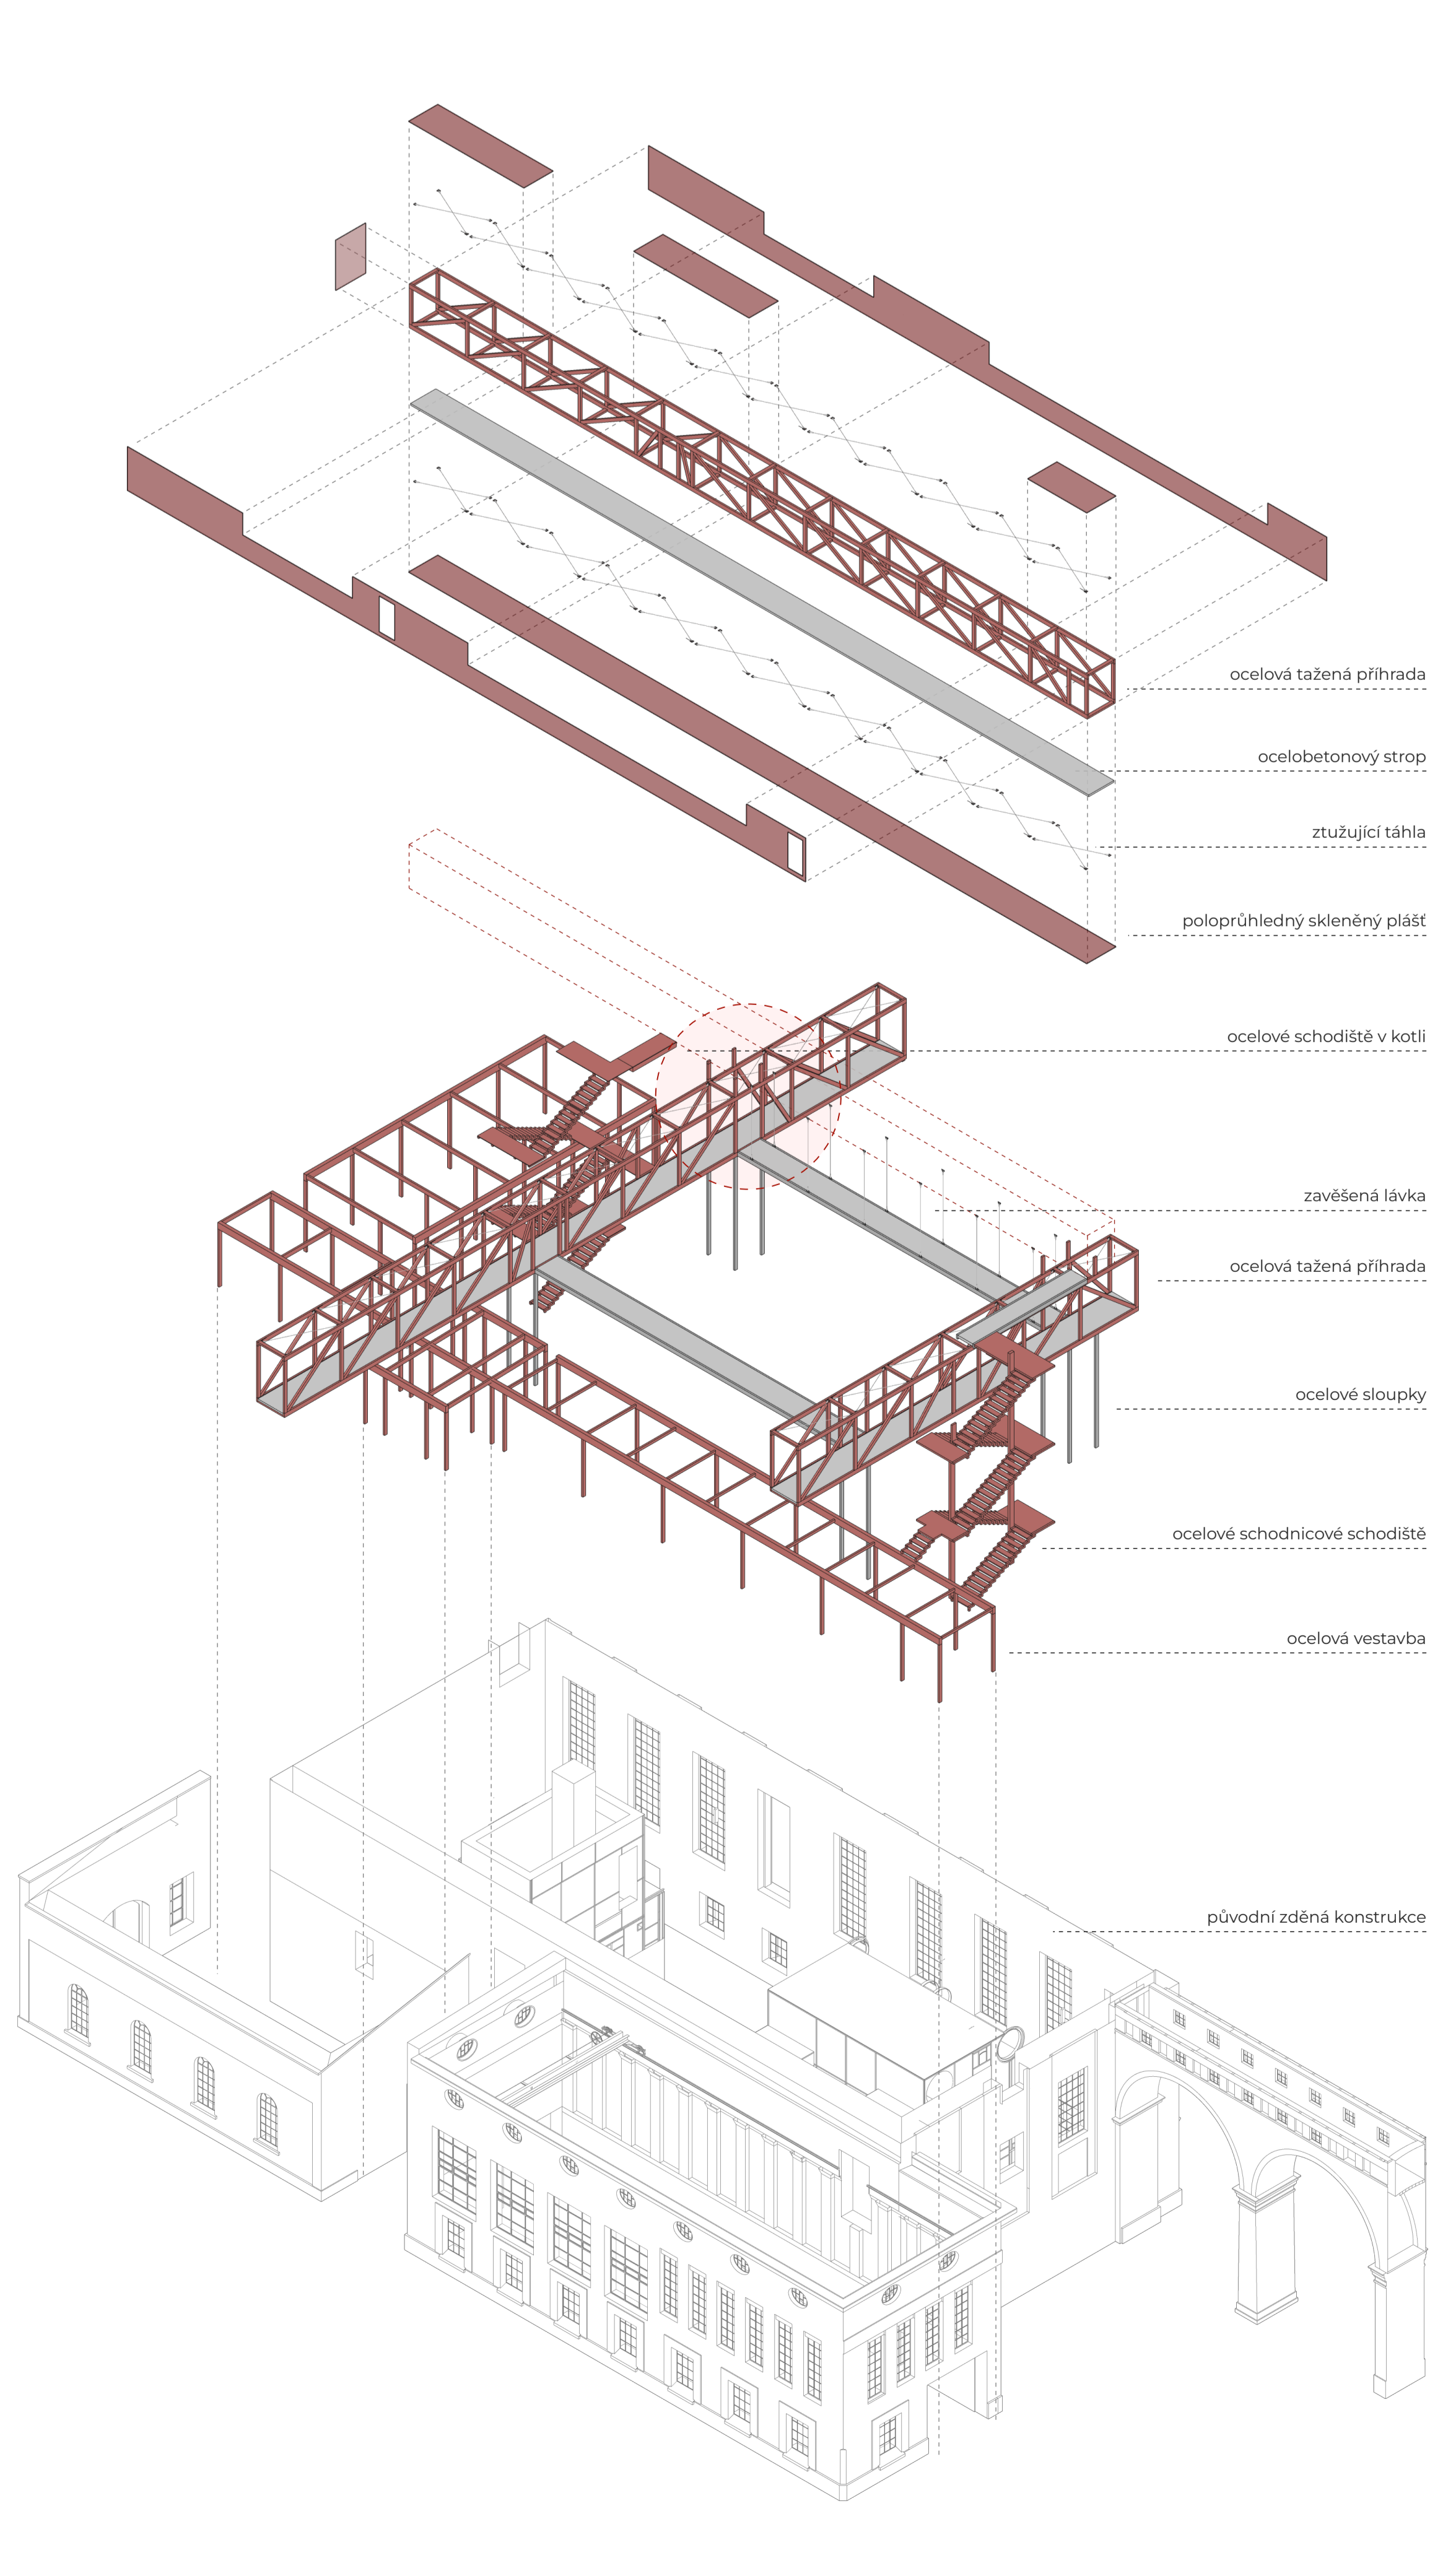 ocelová tažená příhrada
ocelobetonový strop
ztužující táhla
poloprůhledný skleněný plášť
ocelové schodiště v kotli
zavěšená lávka
ocelová tažená příhrada
ocelové sloupky
ocelové schodnicové schodiště
ocelová vestavba
původní zděná konstrukce